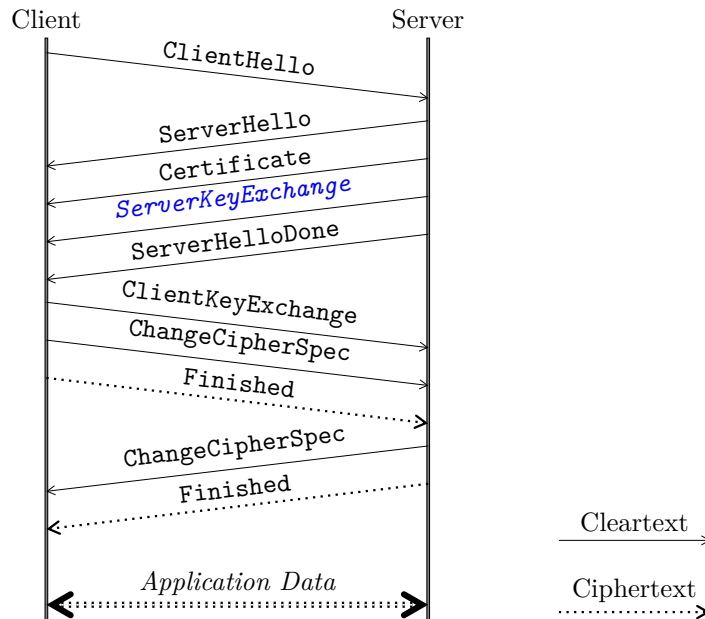 Client
Server
ClientHello
ServerHello
Certificate
ServerKeyExchange
ServerHelloDone
ClientKeyExchange
ChangeCipherSpec
Finished
ChangeCipherSpec
Finished
Cleartext
Application Data
Ciphertext